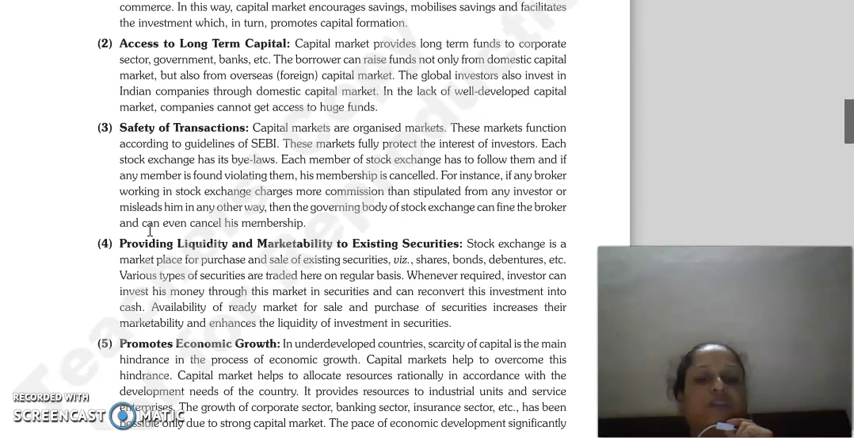 commerce. In this way, capital market encourages savings, mobilises savings and facilitates
the investment which, in turn, promotes capital formation.
(2) Access to Long Term Capital: Capital market provides long term funds to corporate
sector, government, banks, etc. The borrower can raise funds not only from domestic capital
market, but also from overseas (foreign) capital market. The global investors also invest in
Indian companies through domestic capital market. In the lack of well-developed capital
market, companies cannot get access to huge funds.
(3) Safety of Transactions: Capital markets are organised markets. These markets function
according to guidelines of SEBI. These markets fully protect the interest of investors. Each
stock exchange has its bye-laws. Each member of stock exchange has to follow them and if
any member is found violating them, his membership is cancelled. For instance, if any broker
working in stock exchange charges more commission than stipulated from any investor or
misleads him in any other way, then the governing body of stock exchange can fine the broker
and can even cancel his membership.
(4) Providing Liquidity and Marketability to Existing Securities: Stock exchange is a
market place for purchase and sale of existing securities, viz., shares, bonds, debentures, etc.
Various types of securities are traded here on regular basis. Whenever required, investor can
invest his money through this market in securities and can reconvert this investment into
cash. Availability of ready market for sale and purchase of securities increases their
marketability and enhances the liquidity of investment in securities.
(5) Promotes Economic Growth: In underdeveloped countries, scarcity of capital is the main
hindrance in the process of economic growth. Capital markets help to overcome this
hindrance. Capital market helps to allocate resources rationally in accordance with the
development needs of the country. It provides resources to industrial units and service
enterprises. The growth of corporate sector, banking sector, insurance sector, etc., has been
possible only due to strong capital market. The pace of economic development significantly
RECORDED WITH
SCREENCAST MATIC